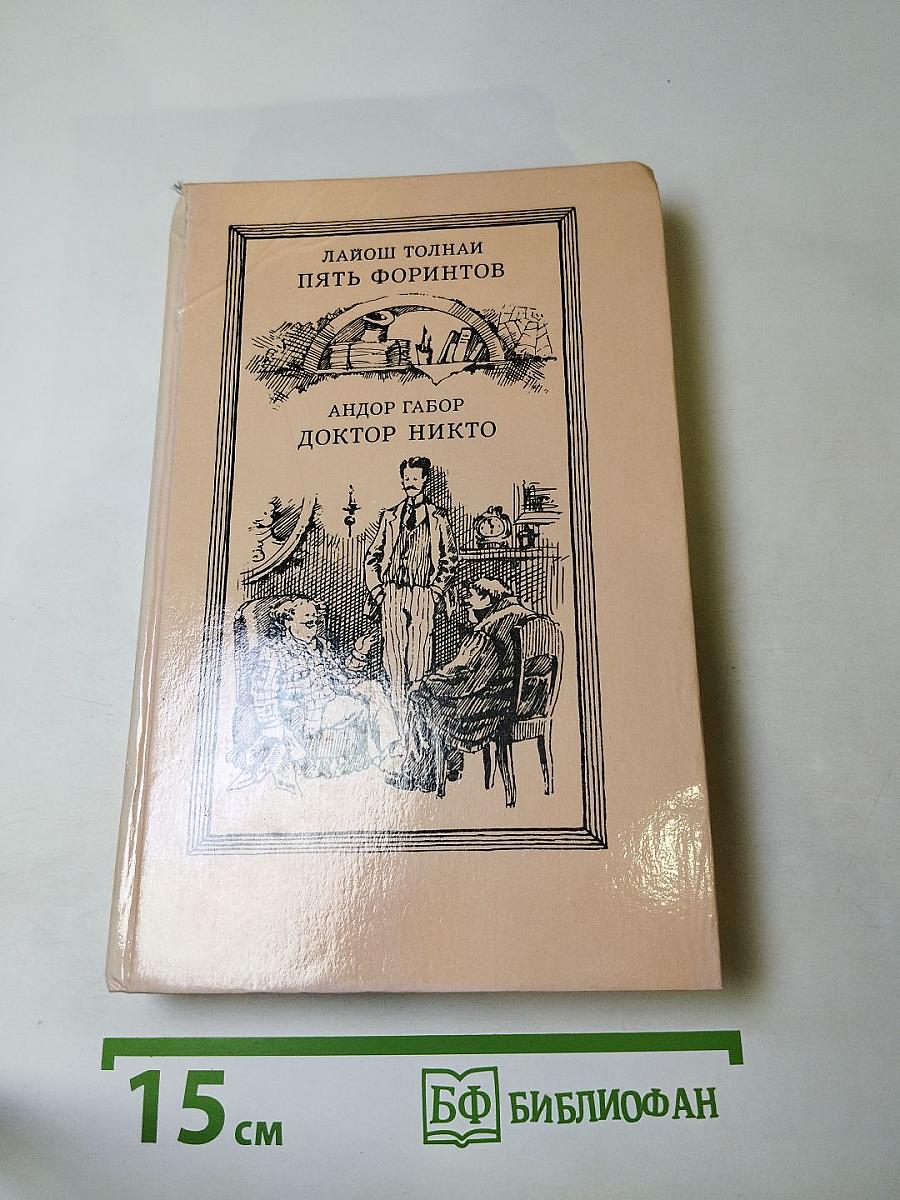 ЛАЙОШ ТОЛНАИ
ПЯТЬ ФОРИНТОВ
АНДОР ГАБОР
ДОКТОР НИКТО
15 см
БФ БИБЛИОФАН